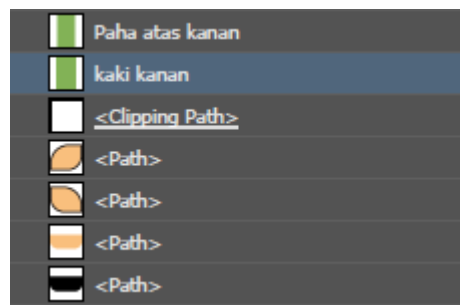 Paha atas kanan
kaki kanan
<Clipping Path>
<Path>
<Path>
<Path>
<Path>